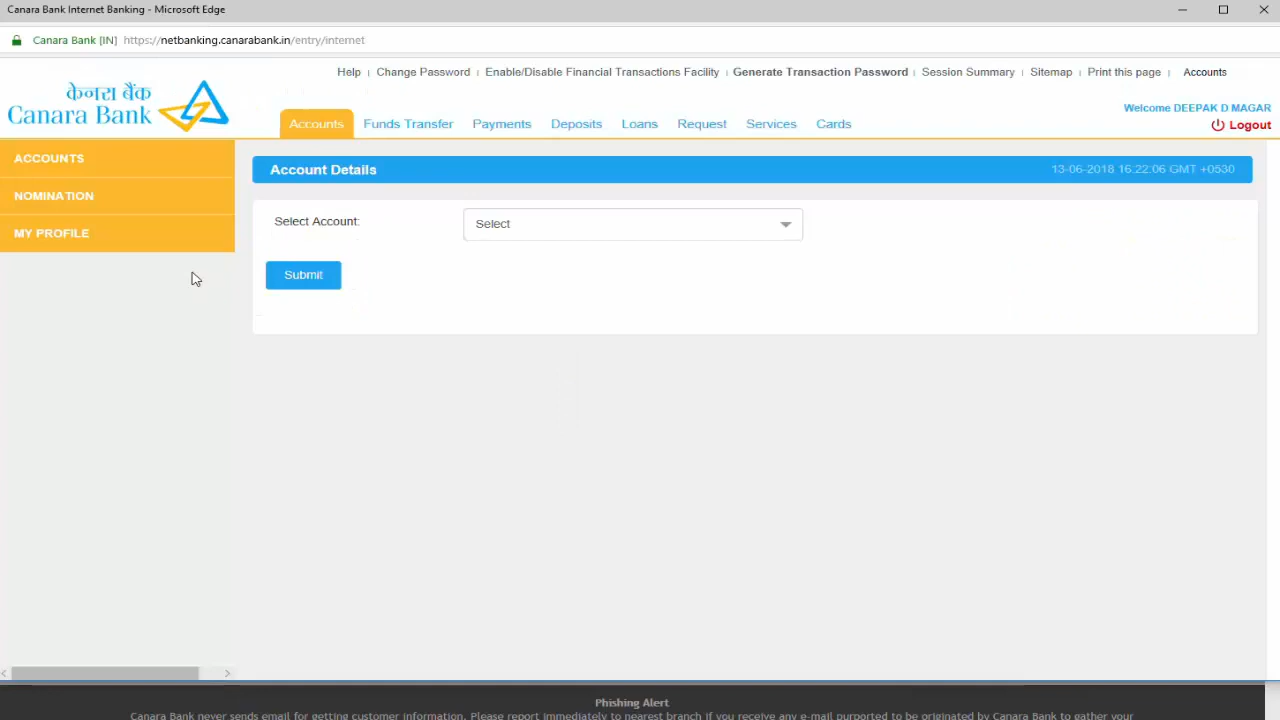 Canara Bank Internet Banking - Microsoft Edge
Canara Bank [IN] https://netbanking.canarabank.in/entry/internet
Help | Change Password | Enable/Disable Financial Transactions Facility | Generate Transaction Password | Session Summary | Sitemap | Print this page | Accounts
केनरा बैंक
Canara Bank
Welcome DEEPAK D MAGAR
Logout
Accounts Funds Transfer Payments Deposits Loans Request Services Cards
ACCOUNTS
NOMINATION
MY PROFILE
Account Details 13-06-2018 16:22:06 GMT +0530
Select Account: Select
Submit
Phishing Alert
Canara Bank never sends email for getting customer information. Please report immediately to nearest branch if you receive any e-mail purported to be originated by Canara Bank to gather your